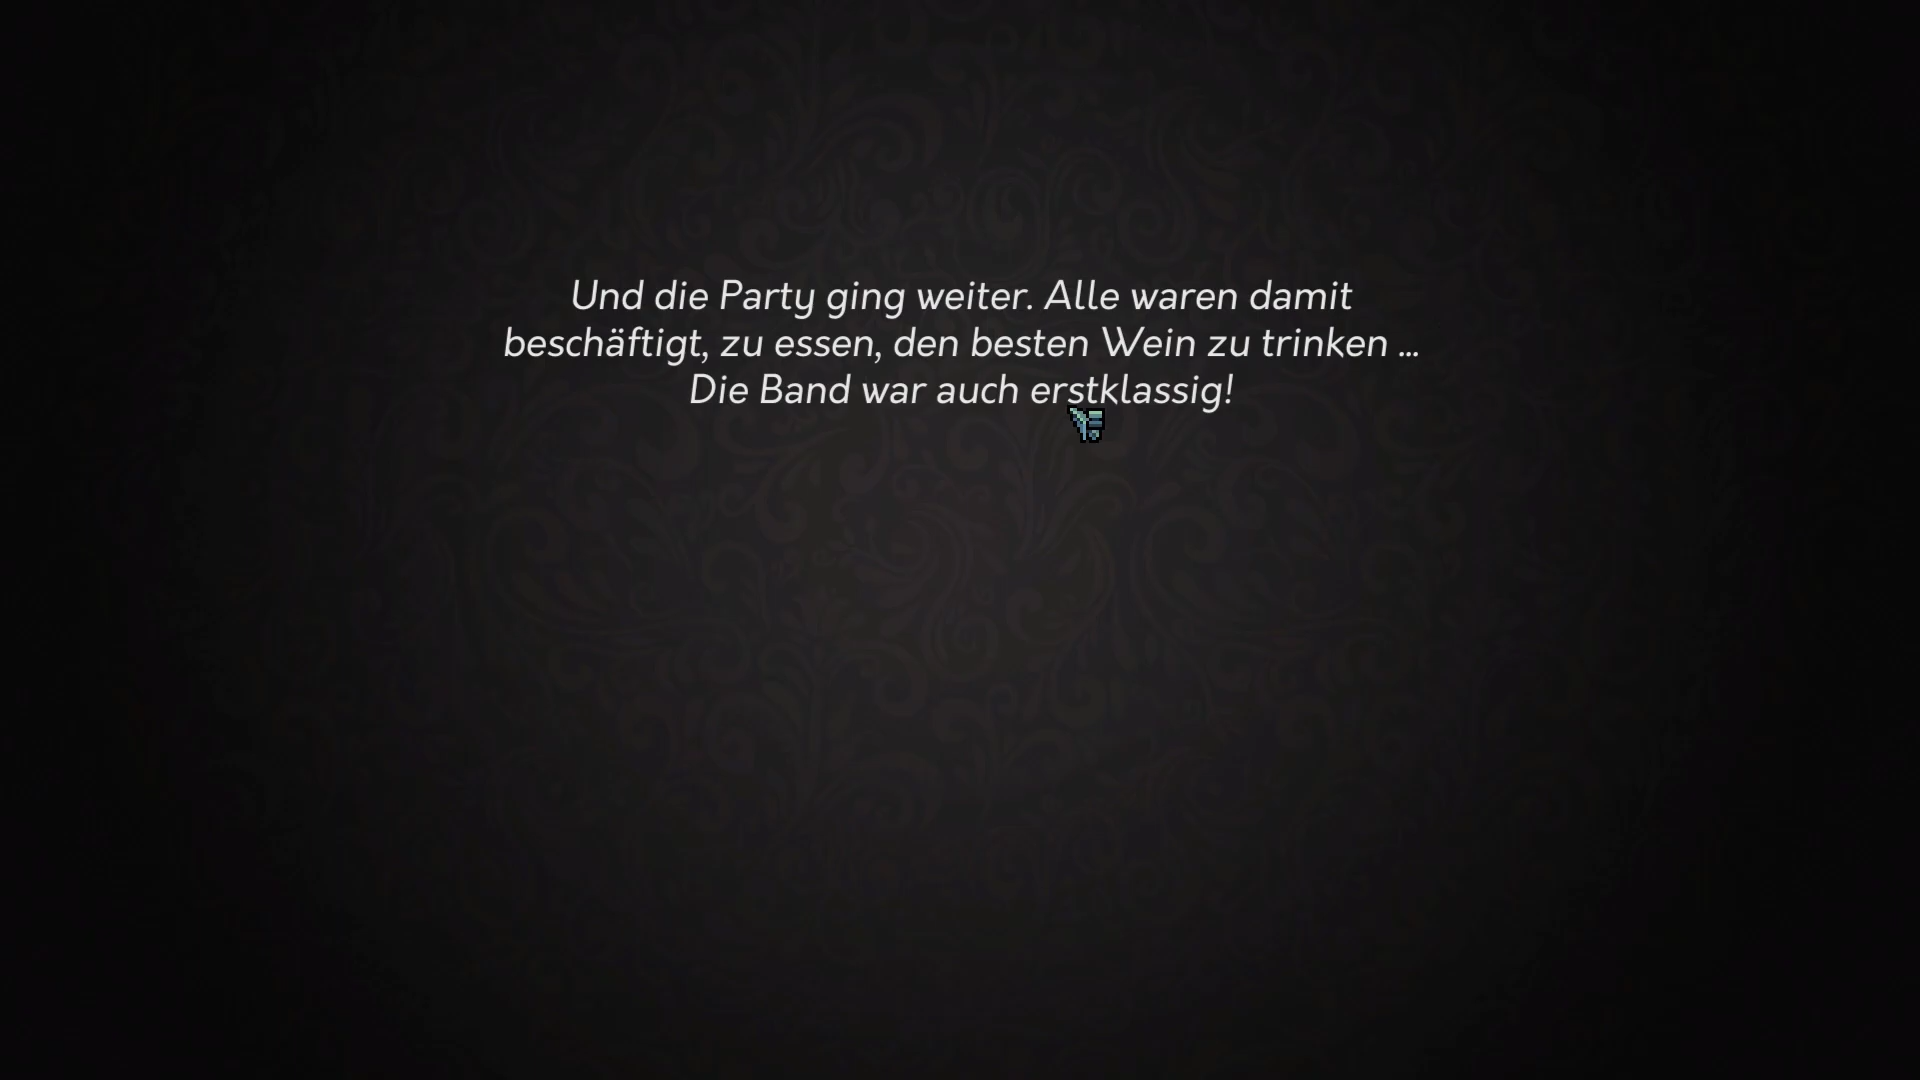 Und die Party ging weiter. Alle waren damit
beschäftigt, zu essen, den besten Wein zu trinken ...
Die Band war auch erstklassig!